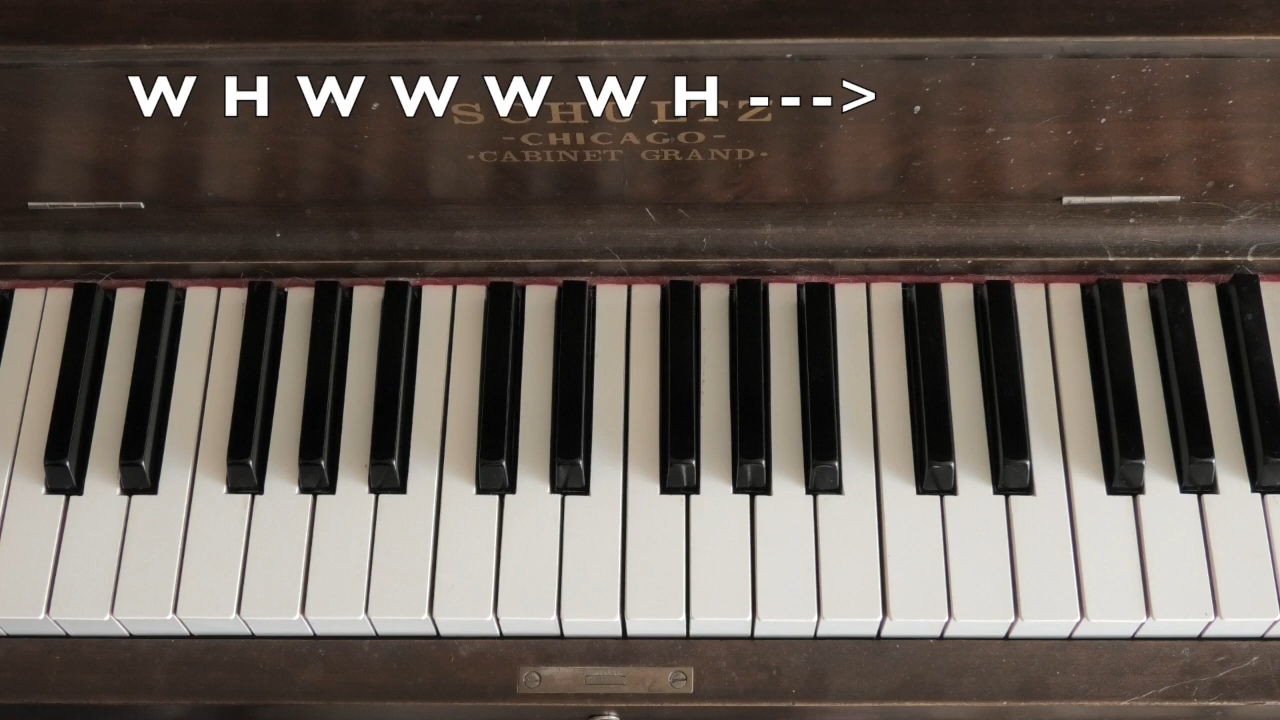 W H W W W W H --->
SCHULTZ
-CHICAGO-
·CABINET GRAND·